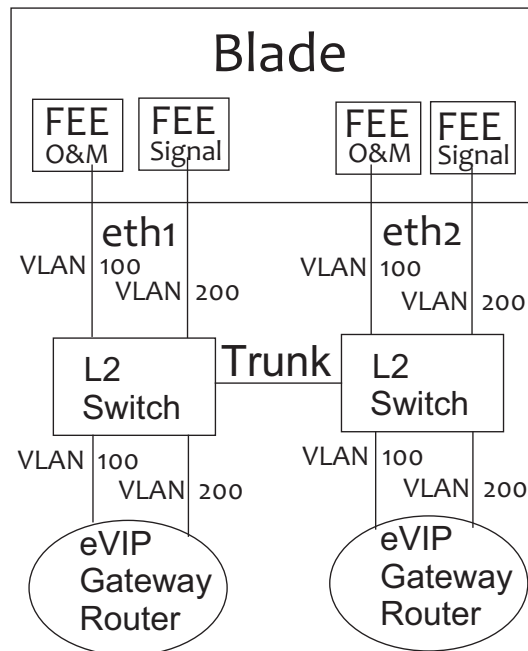 Blade
FEE
O&M
FEE
Signal
FEE
O&M
FEE
Signal
eth1
eth2
VLAN 100
VLAN 200
VLAN 100
VLAN 200
L2
Switch
Trunk
L2
Switch
VLAN 100
VLAN 200
VLAN 100
VLAN 200
eVIP
Gateway
Router
eVIP
Gateway
Router